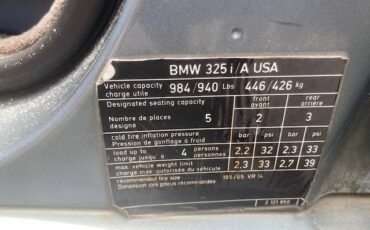 BMW 325 i/A USA
Vehicle capacity
charge utile 984/940 Lbs 446/426 kg
Designated seating capacity front avant rear arrière
Nombre de places désigné 5 2 3
cold tire inflation pressure
Pression de gonflage à froid bar psi bar psi
load up to
charge jusqu'à 4 persons personnes 2.2 32 2.3 33
max. vehicle weight limit
charge max. autorisée du véhicule 2.3 33 2.7 39
tire size recommended
Dimension des pneus recommandée 195/65 VR 14
2 121 850